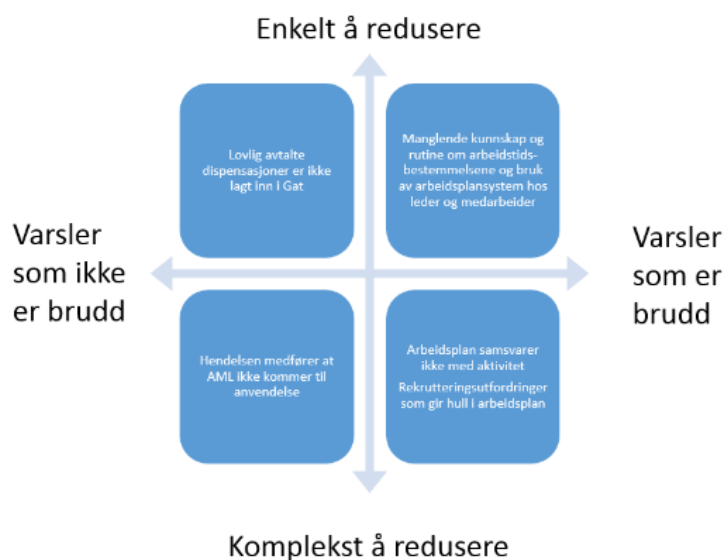 Enkelt å redusere
Lovlig avtalte
dispensasjoner er ikke
lagt inn i Gat
Manglende kunnskap og
rutine om arbeidstids-
bestemmelsene og bruk
av arbeidsplansystem hos
leder og medarbeider
Varsler
som ikke
er brudd
Varsler
som er
brudd
Hendelsen medfører at
AML ikke kommer til
anvendelse
Arbeidsplan samsvarer
ikke med aktivitet
Rekrutteringsutfordringer
som gir hull i arbeidsplan
Komplekst å redusere